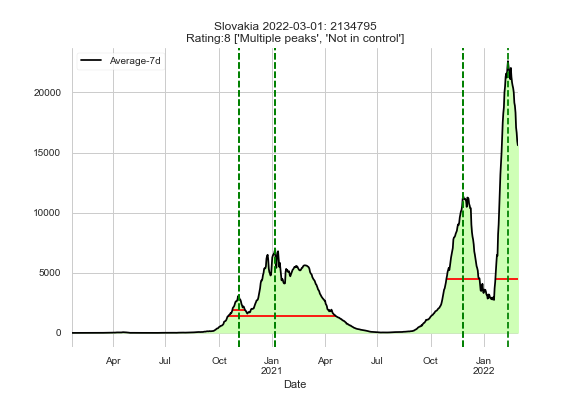 Slovakia 2022-03-01: 2134795
Rating:8 ['Multiple peaks', 'Not in control']
Average-7d
20000
15000
10000
5000
0
Apr
Jul
Oct
Jan
2021
Apr
Jul
Oct
Jan
2022
Date